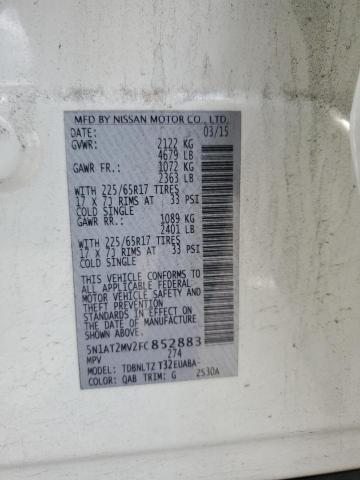 MFD BY NISSAN MOTOR CO., LTD.
DATE: 03/15
GVWR: 2122 KG
4679 LB
GAWR FR.: 1072 KG
2363 LB
WITH 225/65R17 TIRES
17 X 7J RIMS AT 33 PSI
COLD SINGLE
GAWR RR.: 1089 KG
2401 LB
WITH 225/65R17 TIRES
17 X 7J RIMS AT 33 PSI
COLD SINGLE
THIS VEHICLE CONFORMS TO
ALL APPLICABLE FEDERAL
MOTOR VEHICLE SAFETY AND
THEFT PREVENTION
STANDARDS IN EFFECT ON
THE DATE OF MANUFACTURE
SHOWN ABOVE.
5N1AT2MV2FC852883
MPV 274
MODEL: TDBNLTZ T32EUABA-
COLOR: QAB TRIM: G 2530A